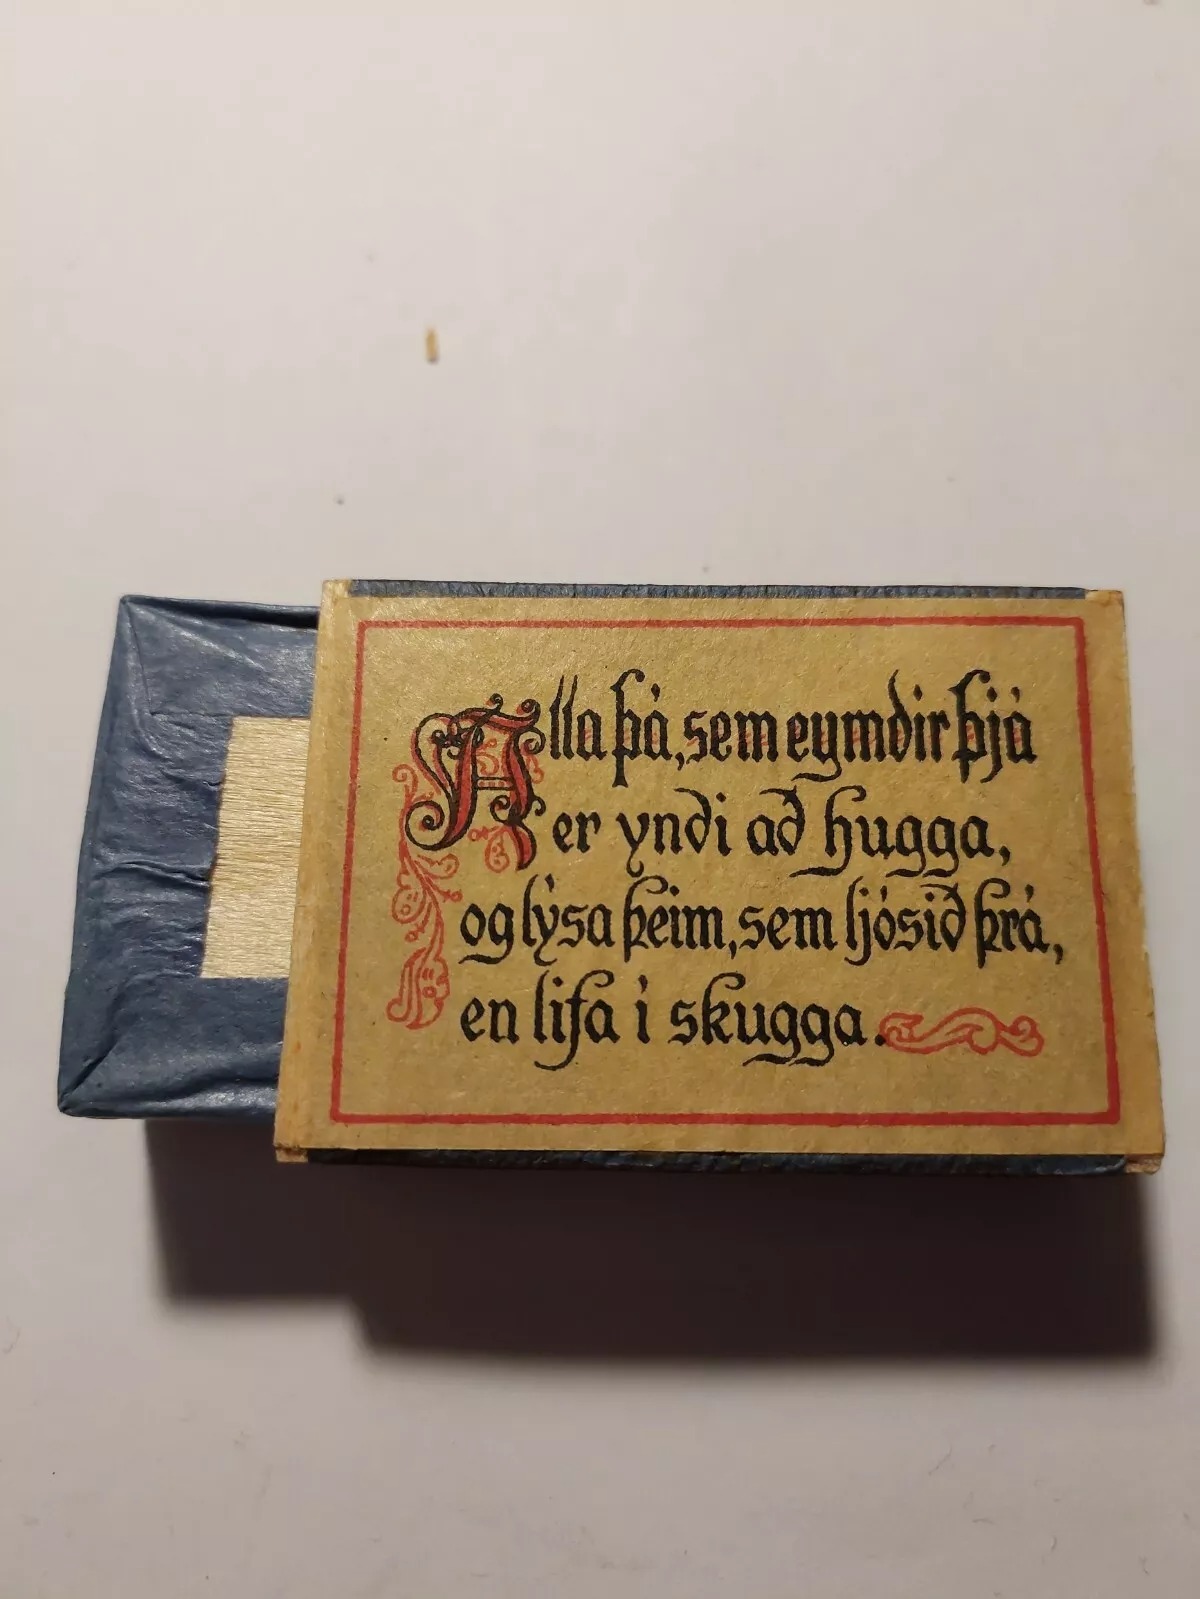 Alla þá, sem eymdir þjá
er yndi að hugga,
og lýsa þeim, sem ljósið þrá,
en lifa í skugga.